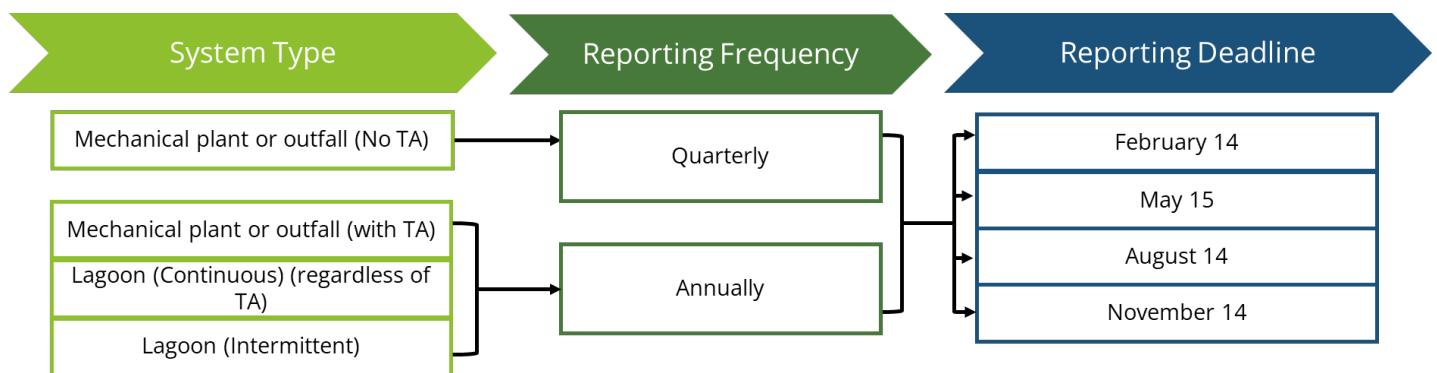 System Type
Reporting Frequency
Reporting Deadline
Mechanical plant or outfall (No TA)
Mechanical plant or outfall (with TA)
Lagoon (Continuous) (regardless of
TA)
Lagoon (Intermittent)
Quarterly
Annually
February 14
May 15
August 14
November 14